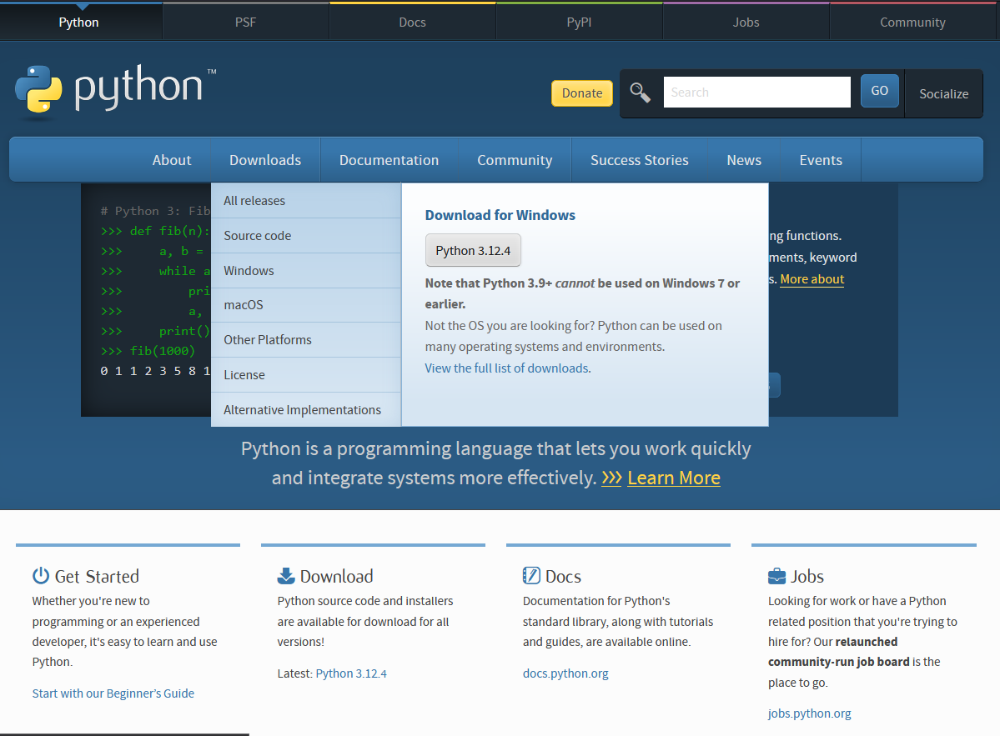 Python PSF Docs PyPI Jobs Community
python™
Donate Search GO Socialize
About Downloads Documentation Community Success Stories News Events
# Python 3: Fib
>>> def fib(n):
>>> a, b =
>>> while a
>>> pri
>>> a,
>>> print()
>>> fib(1000)
0 1 1 2 3 5 8 1
All releases
Source code
Windows
macOS
Other Platforms
License
Alternative Implementations
Download for Windows
Python 3.12.4
Note that Python 3.9+ cannot be used on Windows 7 or
earlier.
Not the OS you are looking for? Python can be used on
many operating systems and environments.
View the full list of downloads.
ng functions.
ments, keyword
s. More about
Python is a programming language that lets you work quickly
and integrate systems more effectively. >>> Learn More
Get Started
Whether you're new to
programming or an experienced
developer, it's easy to learn and use
Python.
Start with our Beginner’s Guide
Download
Python source code and installers
are available for download for all
versions!
Latest: Python 3.12.4
Docs
Documentation for Python's
standard library, along with tutorials
and guides, are available online.
docs.python.org
Jobs
Looking for work or have a Python
related position that you're trying to
hire for? Our relaunched
community-run job board is the
place to go.
jobs.python.org